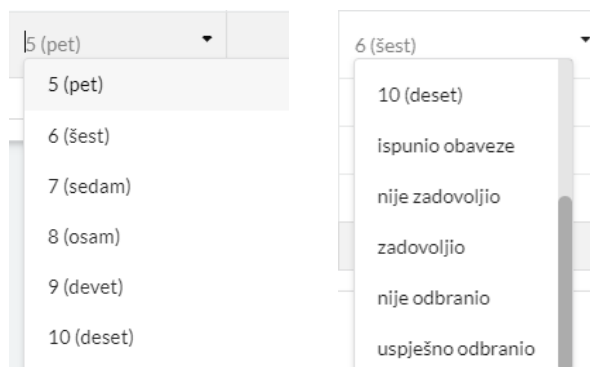 5 (pet)
5 (pet)
6 (šest)
7 (sedam)
8 (osam)
9 (devet)
10 (deset)
6 (šest)
10 (deset)
ispunio obaveze
nije zadovoljio
zadovoljio
nije odbranio
uspješno odbranio